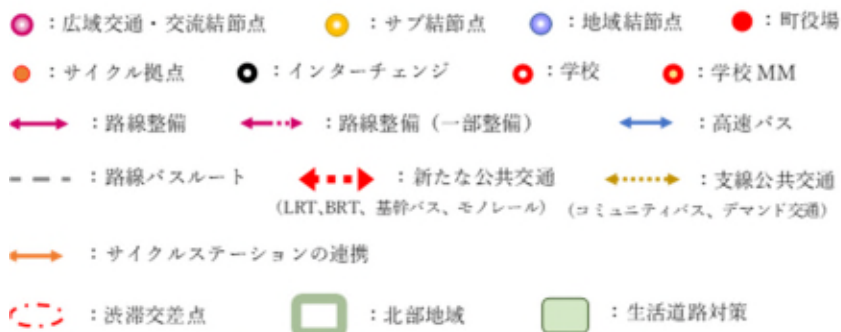 ：広域交通・交流結節点 ：サブ結節点 ：地域結節点 ：町役場
：サイクル拠点 ：インターチェンジ ：学校 ：学校 MM
：路線整備 ：路線整備（一部整備） ：高速バス
：路線バスルート ：新たな公共交通 ：支線公共交通
(LRT、BRT、基幹バス、モノレール) (コミュニティバス、デマンド交通)
：サイクルステーションの連携
：渋滞交差点 ：北部地域 ：生活道路対策